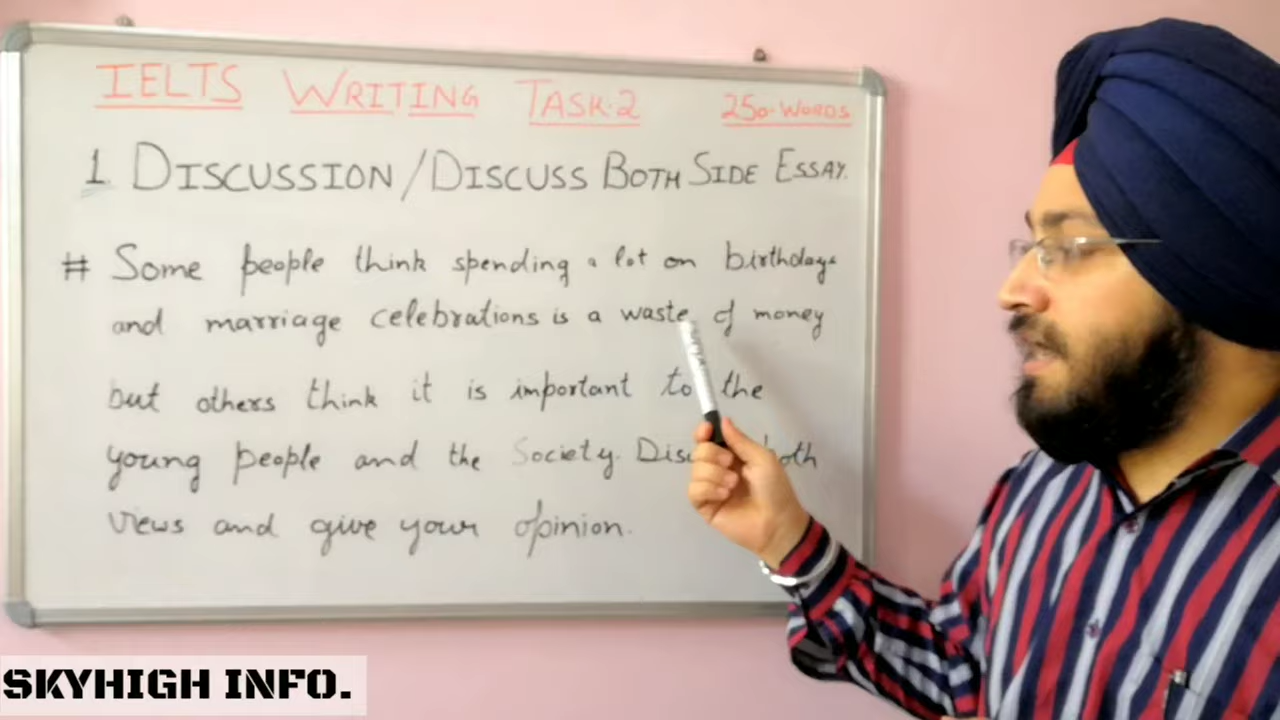 IELTS WRITING TASK-2 250-WORDS
1 DISCUSSION/DISCUSS BOTH SIDE ESSAY.
# Some people think spending a lot on birthdays
and marriage celebrations is a waste of money
but others think it is important to the
young people and the Society. both
views and give your opinion.
SKYHIGH INFO.